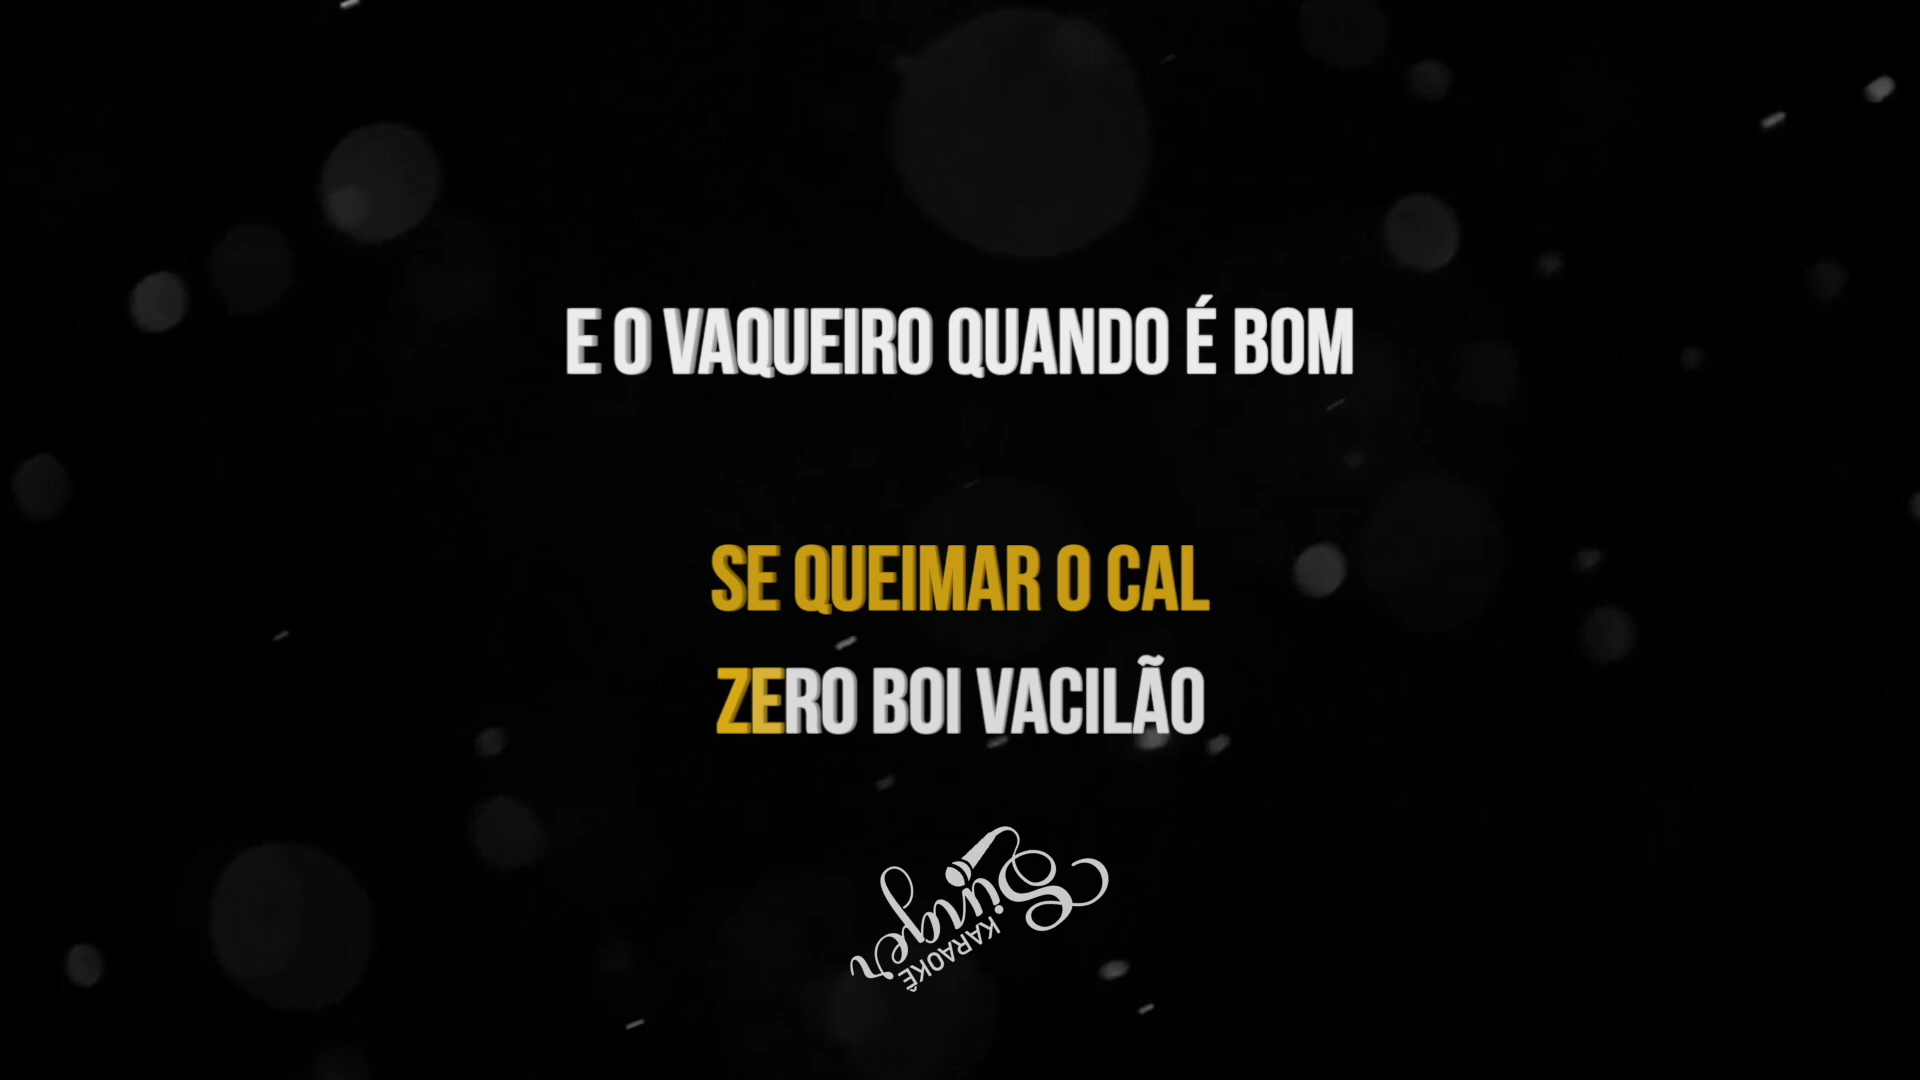 E O VAQUEIRO QUANDO É BOM
SE QUEIMAR O CAL
ZERO BOI VACILÃO
KARAOKÊ
Singer